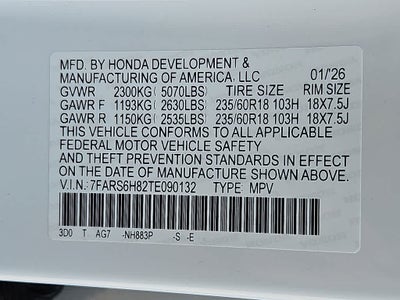 MFD. BY HONDA DEVELOPMENT &
MANUFACTURING OF AMERICA, LLC 01/26
GVWR 2300KG(5070LBS) TIRE SIZE RIM SIZE
GAWR F 1193KG(2630LBS) 235/60R18 103H 18X7.5J
GAWR R 1150KG(2535LBS) 235/60R18 103H 18X7.5J
THIS VEHICLE CONFORMS TO ALL APPLICABLE
FEDERAL MOTOR VEHICLE SAFETY
AND THEFT PREVENTION STANDARDS IN EFFECT
ON THE DATE OF MANUFACTURE SHOWN ABOVE.
V.I.N.: 7FARS6H82TE090132 TYPE: MPV
3D0 T AG7 -NH883P -S -E